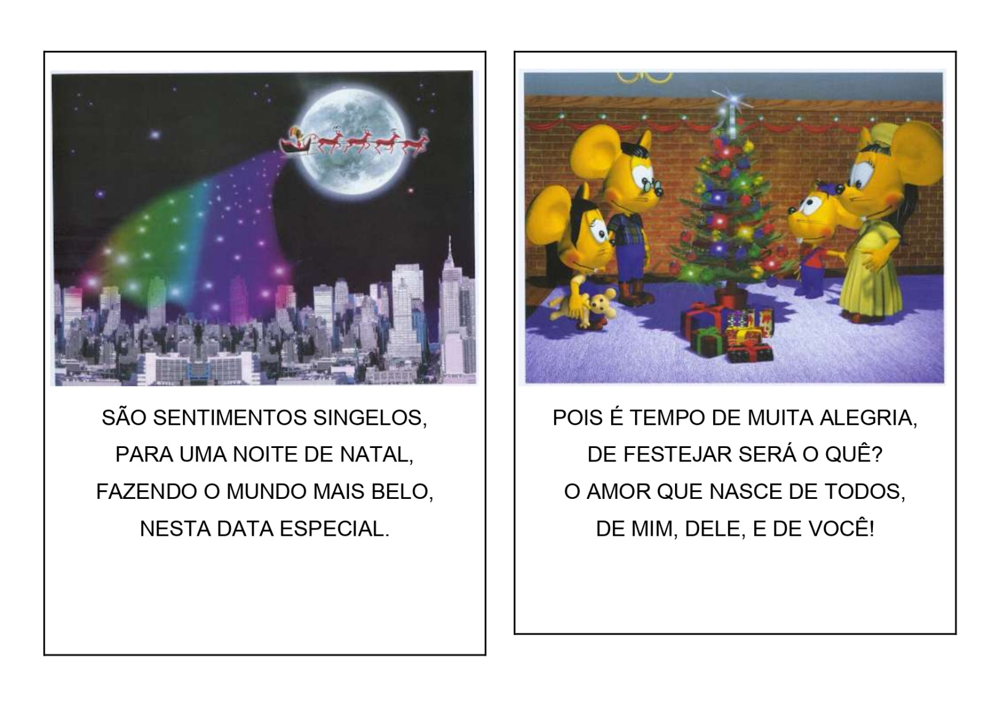 SÃO SENTIMENTOS SINGELOS,
PARA UMA NOITE DE NATAL,
FAZENDO O MUNDO MAIS BELO,
NESTA DATA ESPECIAL.
POIS É TEMPO DE MUITA ALEGRIA,
DE FESTEJAR SERÁ O QUÊ?
O AMOR QUE NASCE DE TODOS,
DE MIM, DELE, E DE VOCÊ!